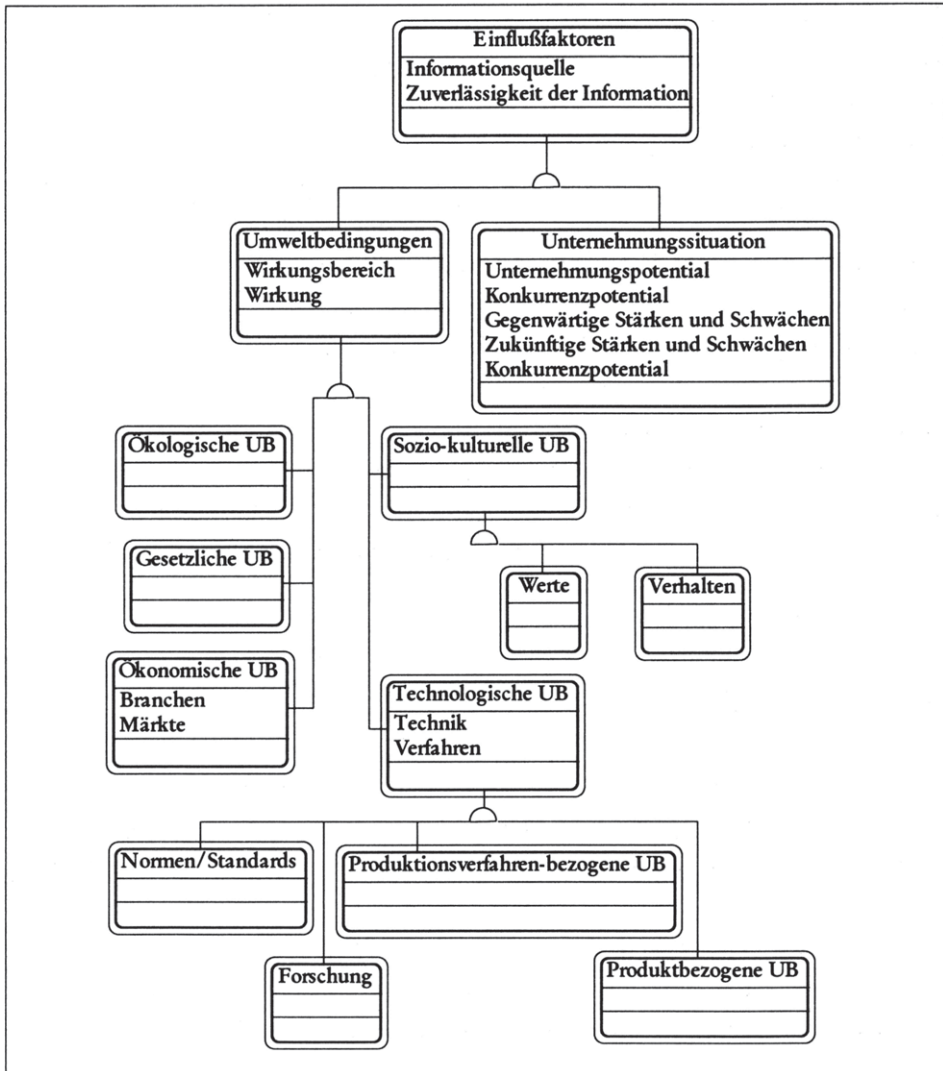 Einflußfaktoren
Informationsquelle
Zuverlässigkeit der Information
Umweltbedingungen
Wirkungsbereich
Wirkung
Unternehmungssituation
Unternehmungspotential
Konkurrenzpotential
Gegenwärtige Stärken und Schwächen
Zukünftige Stärken und Schwächen
Konkurrenzpotential
Ökologische UB
Sozio-kulturelle UB
Gesetzliche UB
Werte
Verhalten
Ökonomische UB
Branchen
Märkte
Technologische UB
Technik
Verfahren
Normen/Standards
Produktionsverfahren-bezogene UB
Forschung
Produktbezogene UB